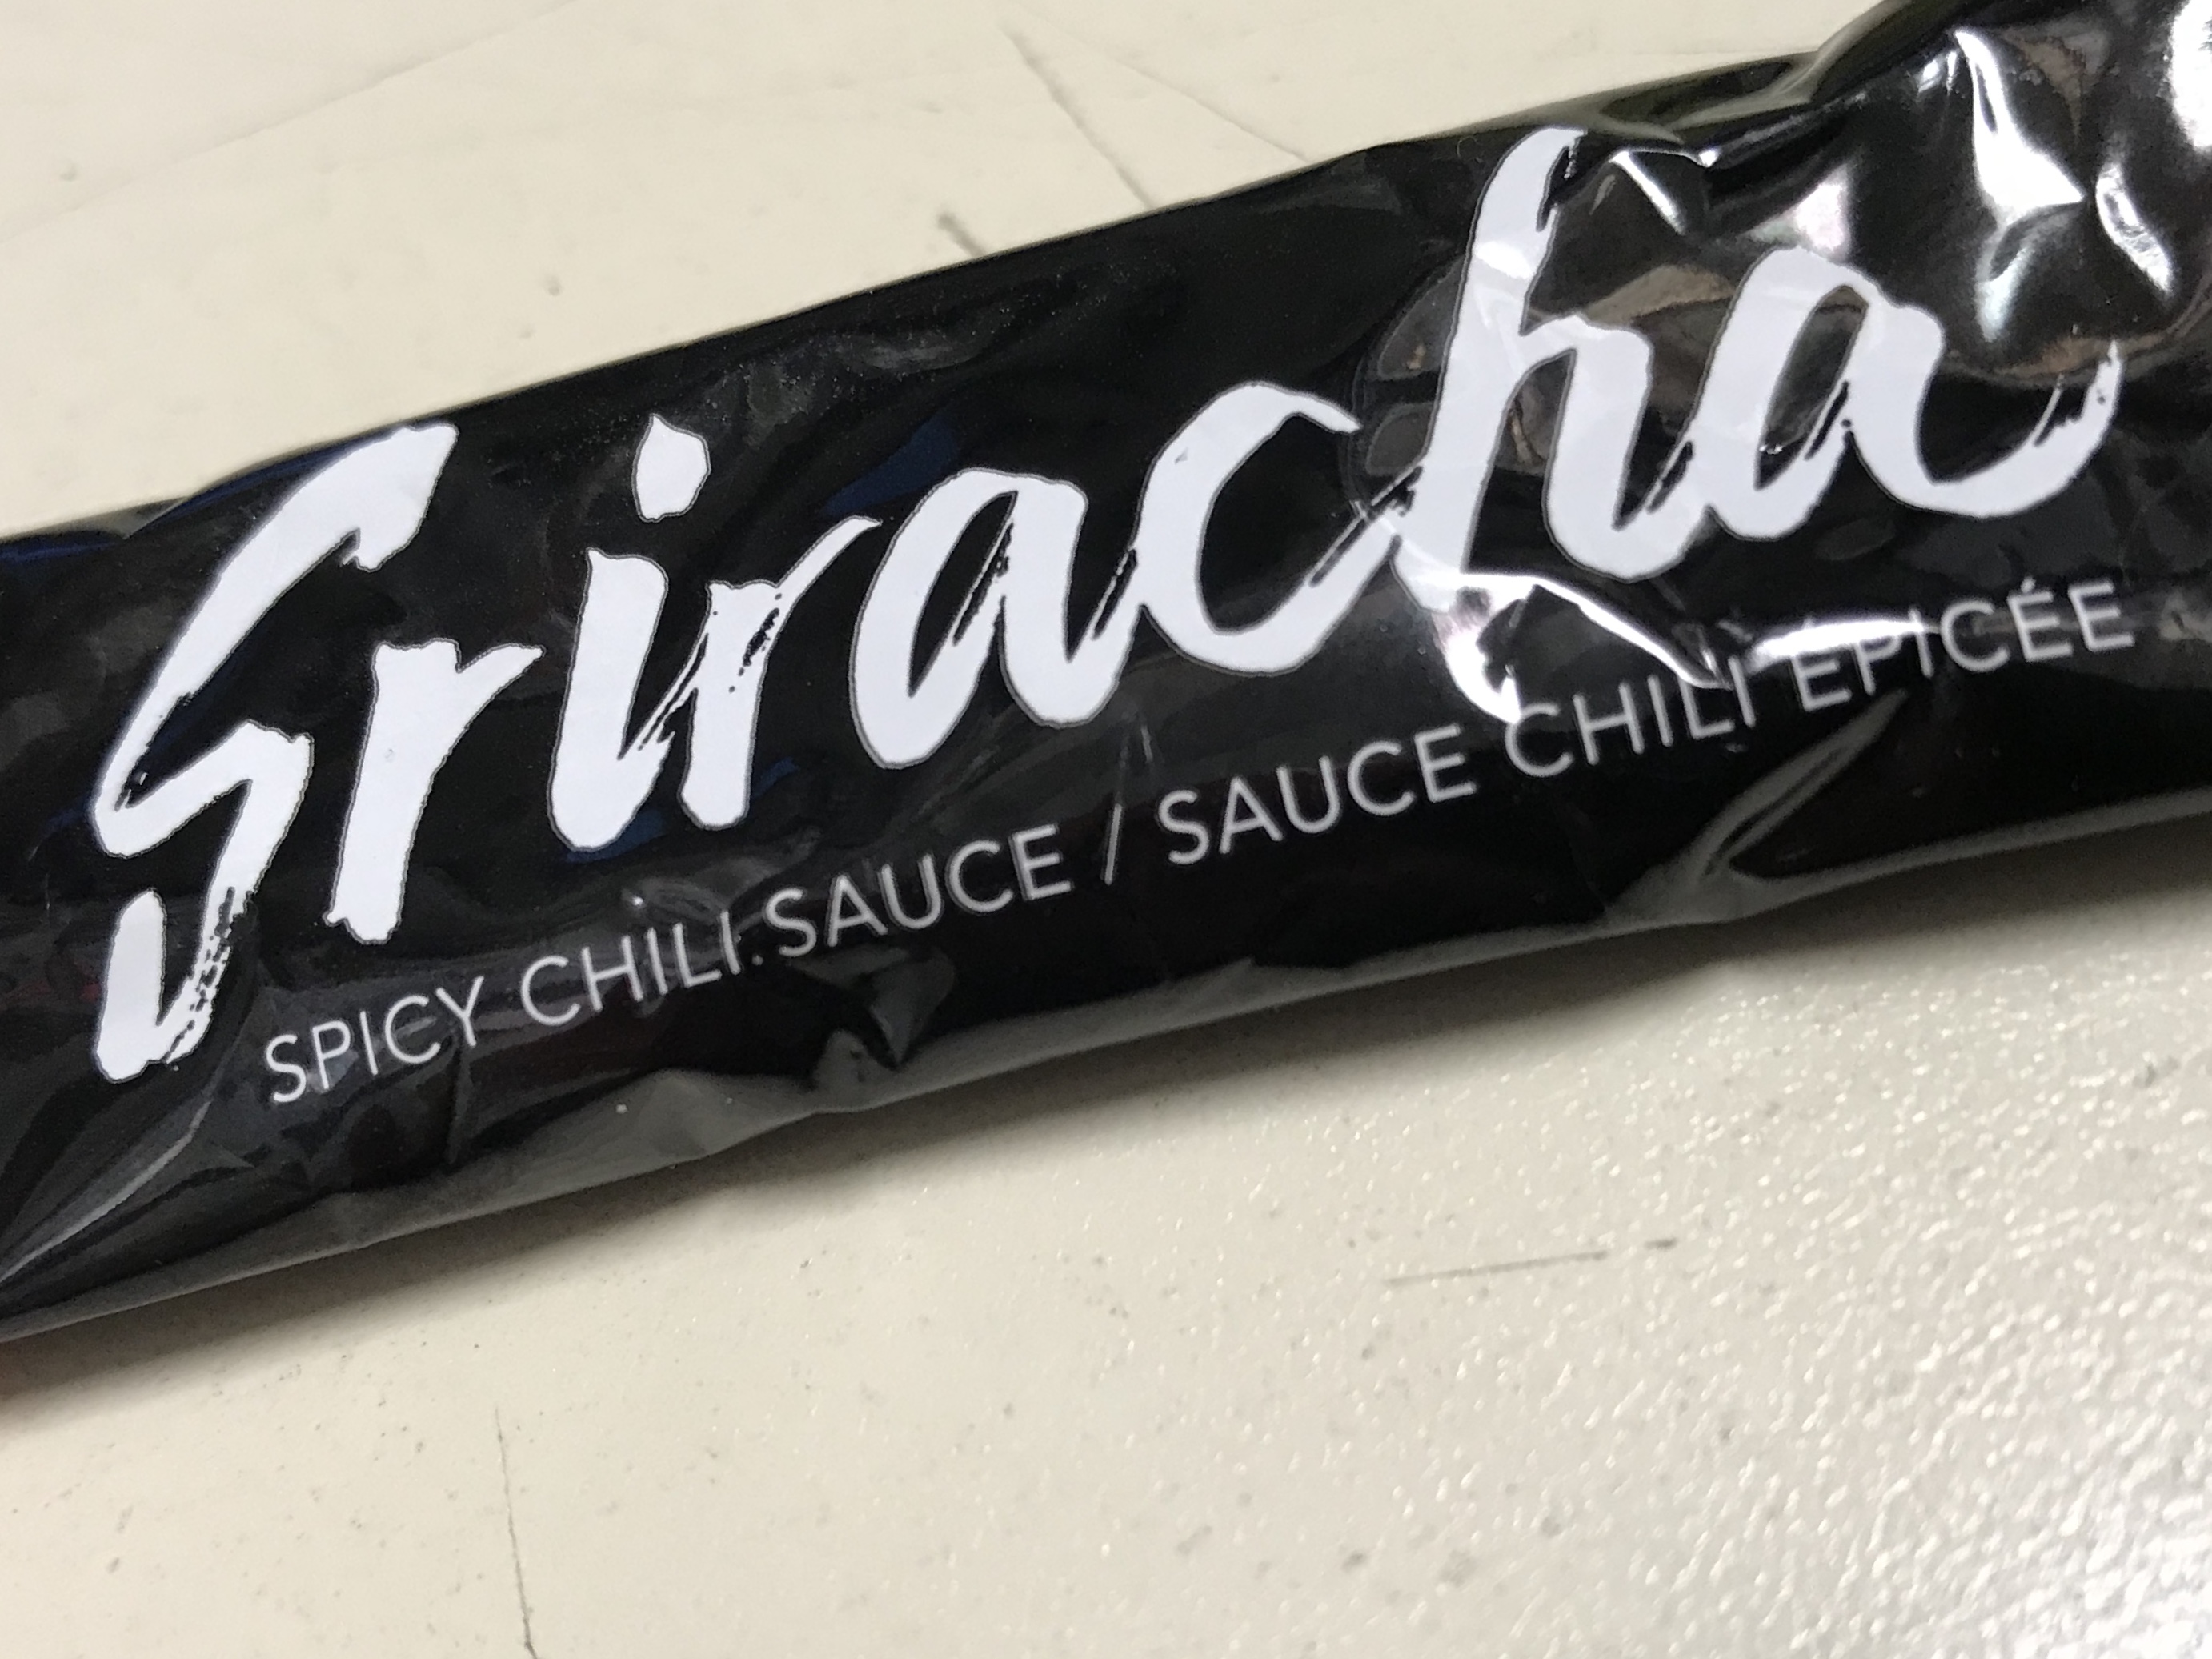 Sriracha
SPICY CHILI SAUCE / SAUCE CHILI ÉPICÉE